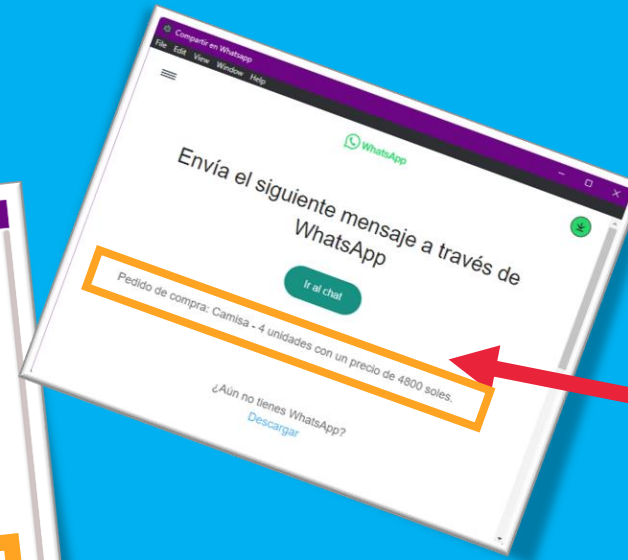 Compartir en Whatsapp
File Edit View Window Help
WhatsApp
Envía el siguiente mensaje a través de
WhatsApp
Ir al chat
Pedido de compra: Camisa - 4 unidades con un precio de 4800 soles.
¿Aún no tienes WhatsApp?
Descargar